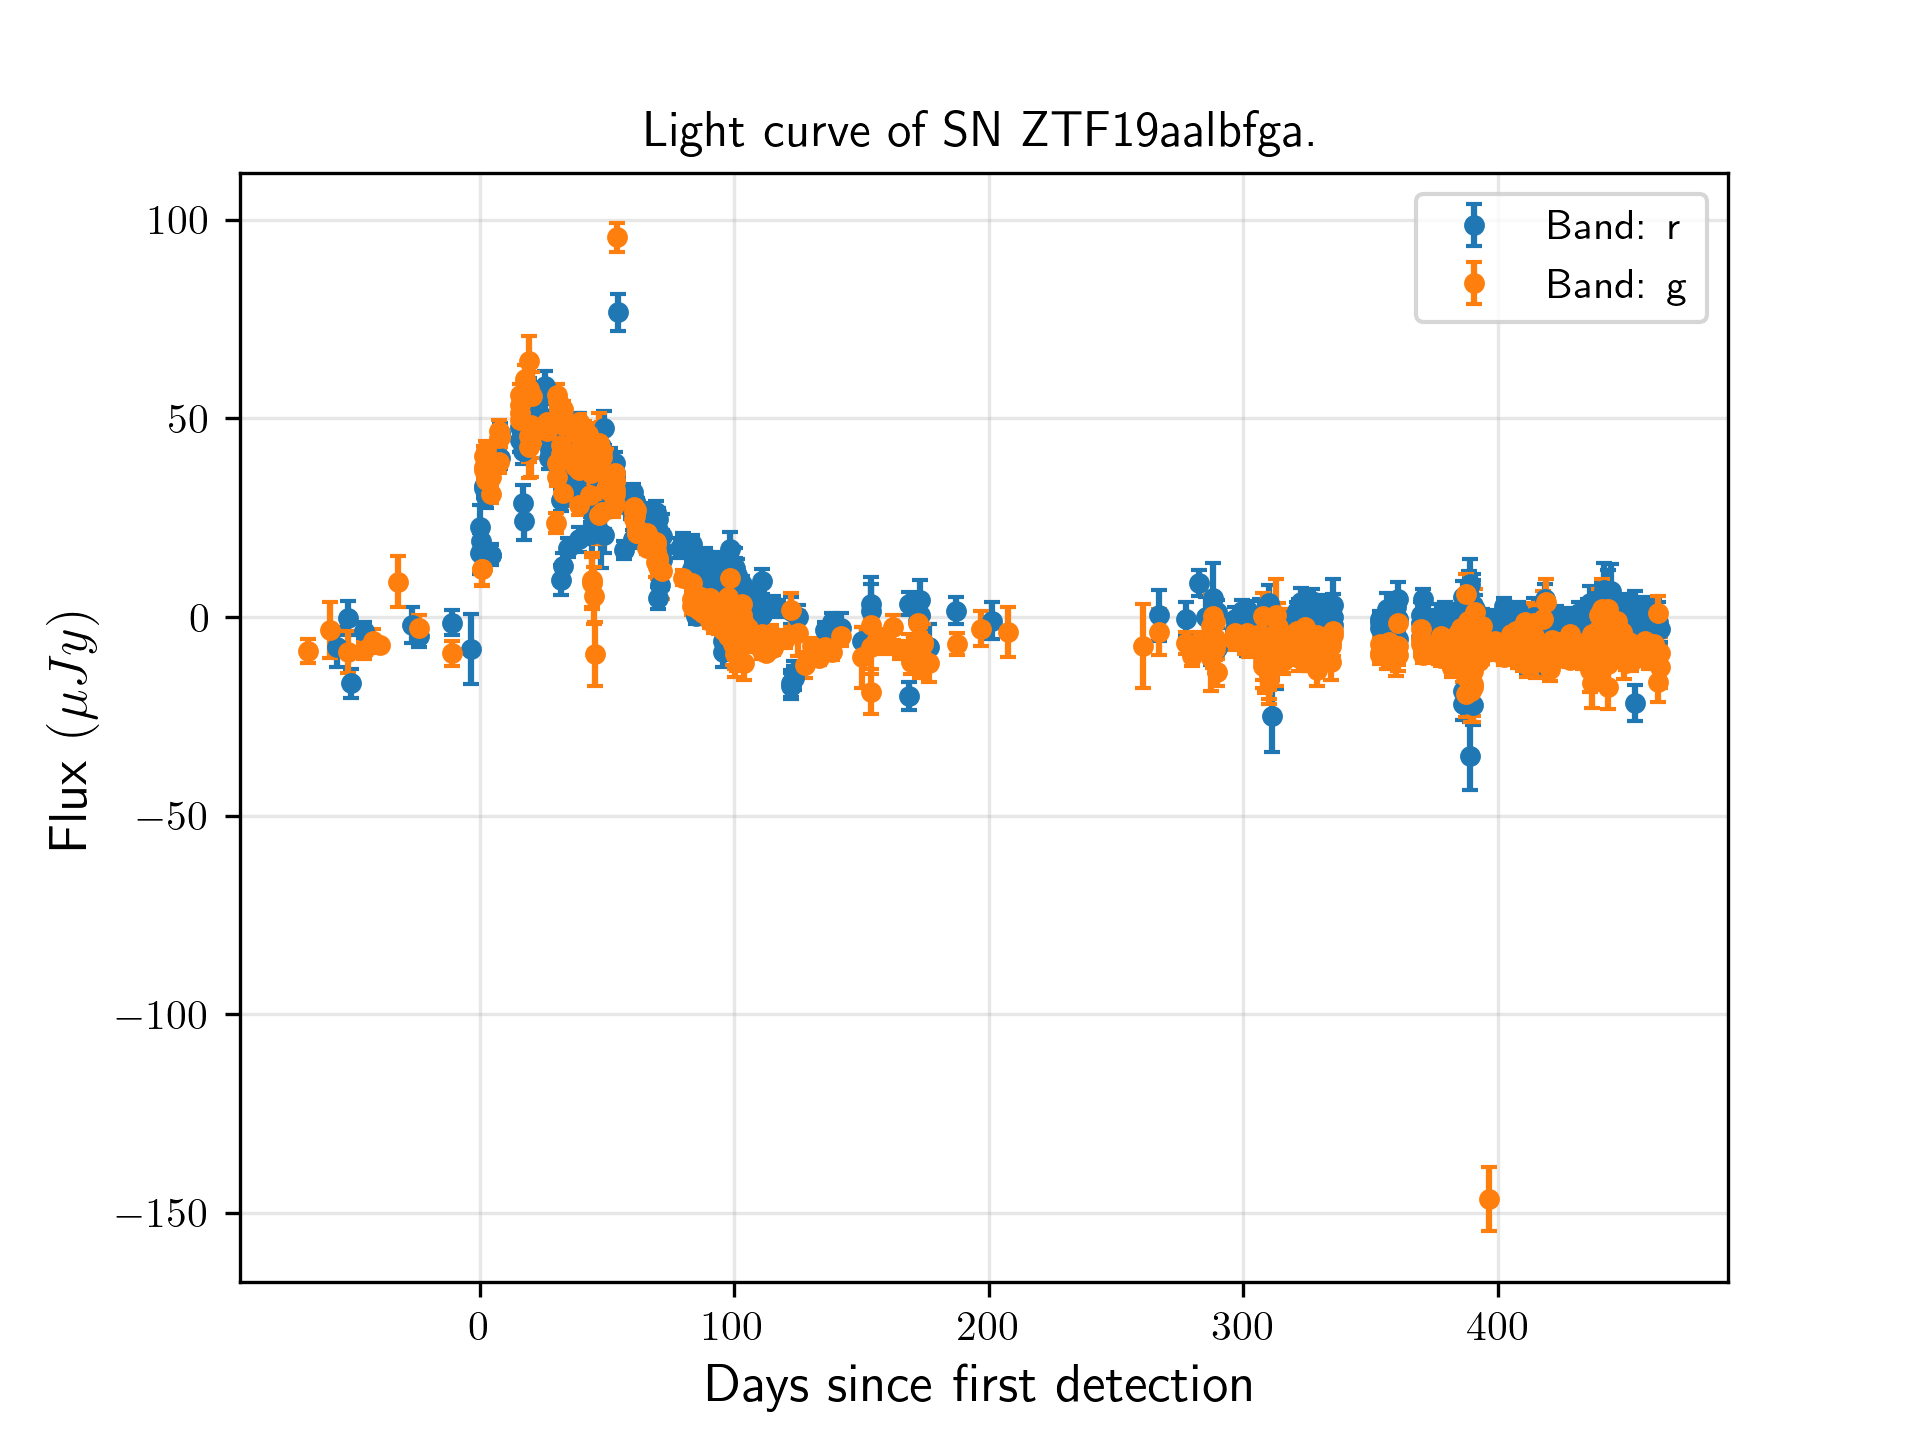 Light curve of SN ZTF19aalbfga.
Band: r
Band: g
100
50
0
−50
−100
−150
Flux (μJy)
0 100 200 300 400
Days since first detection